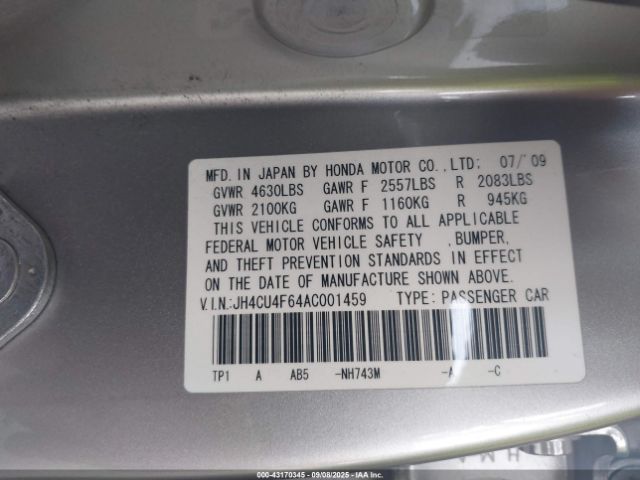 MFD. IN JAPAN BY HONDA MOTOR CO.,LTD: 07/'09
GVWR 4630LBS GAWR F 2557LBS R 2083LBS
GVWR 2100KG GAWR F 1160KG R 945KG
THIS VEHICLE CONFORMS TO ALL APPLICABLE
FEDERAL MOTOR VEHICLE SAFETY ,BUMPER,
AND THEFT PREVENTION STANDARDS IN EFFECT
ON THE DATE OF MANUFACTURE SHOWN ABOVE.
V.I.N.:JH4CU4F64AC001459 TYPE: PASSENGER CAR
TP1 A AB5 -NH743M -A -C
00-43170345 - 09/08/2025 - IAA Inc.